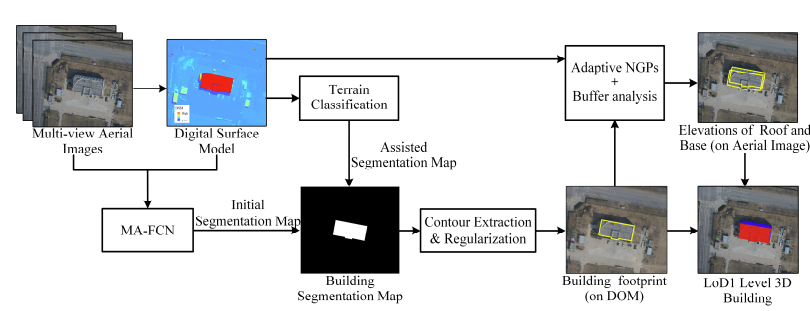 Multi-view Aerial
Images
Digital Surface
Model
Terrain
Classification
Adaptive NGPs
+
Buffer analysis
Elevations of Roof and
Base (on Aerial Image)
Assisted
Segmentation Map
MA-FCN
Initial
Segmentation Map
Building
Segmentation Map
Contour Extraction
& Regularization
Building footprint
(on DOM)
LoD1 Level 3D
Building